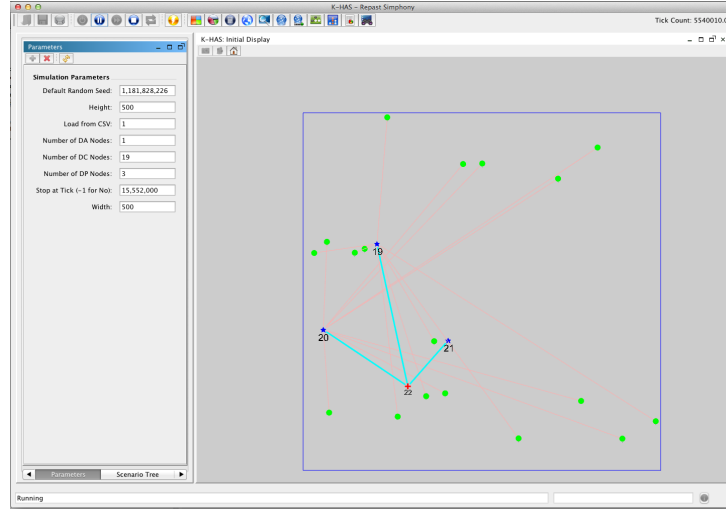 K-HAS - Repast Simphony
Tick Count: 5540010.0
Parameters
Simulation Parameters
Default Random Seed: 1,181,828,226
Height: 500
Load from CSV: 1
Number of DA Nodes: 1
Number of DC Nodes: 19
Number of DP Nodes: 3
Stop at Tick (-1 for No): 15,552,000
Width: 500
Parameters
Scenario Tree
K-HAS: Initial Display
19
20
21
22
Running